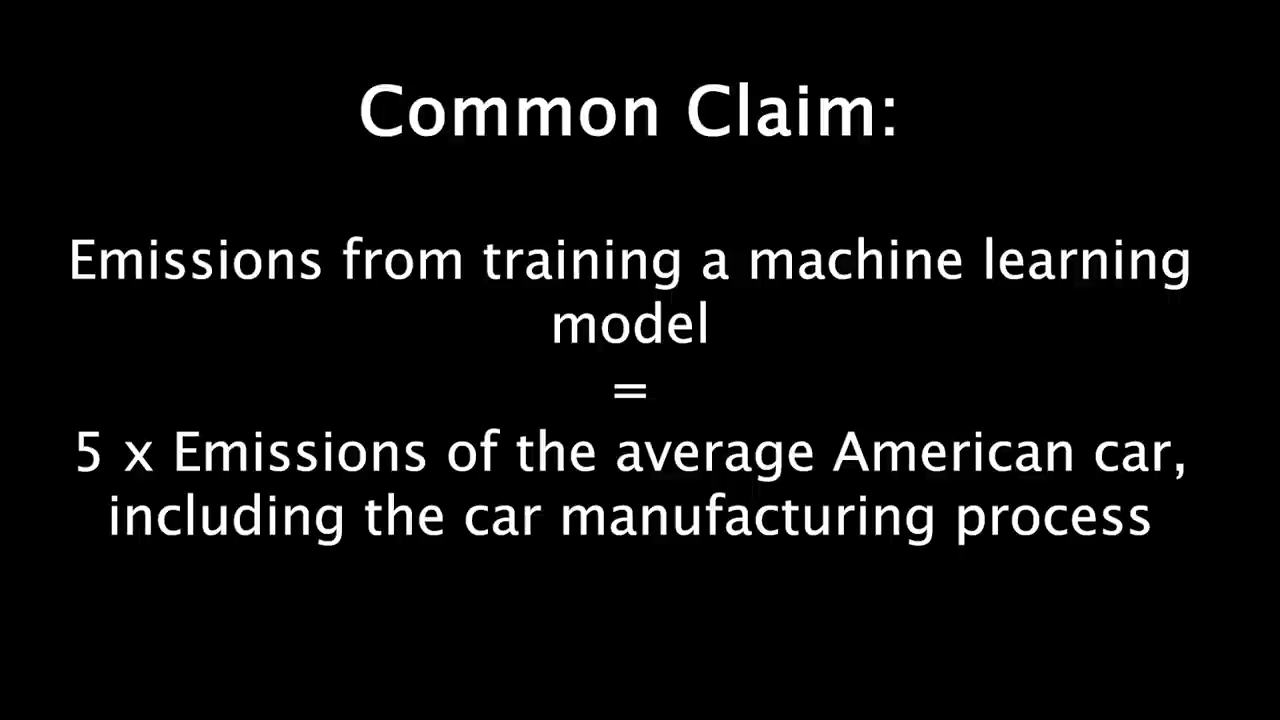 Common Claim:
Emissions from training a machine learning
model
=
5 x Emissions of the average American car,
including the car manufacturing process